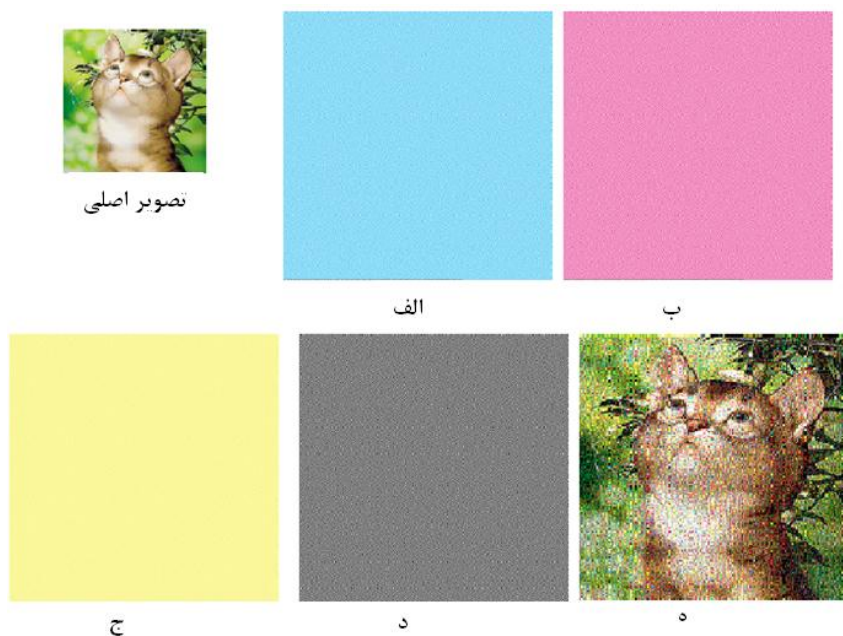 تصویر اصلی
الف
ب
ج
د
ه